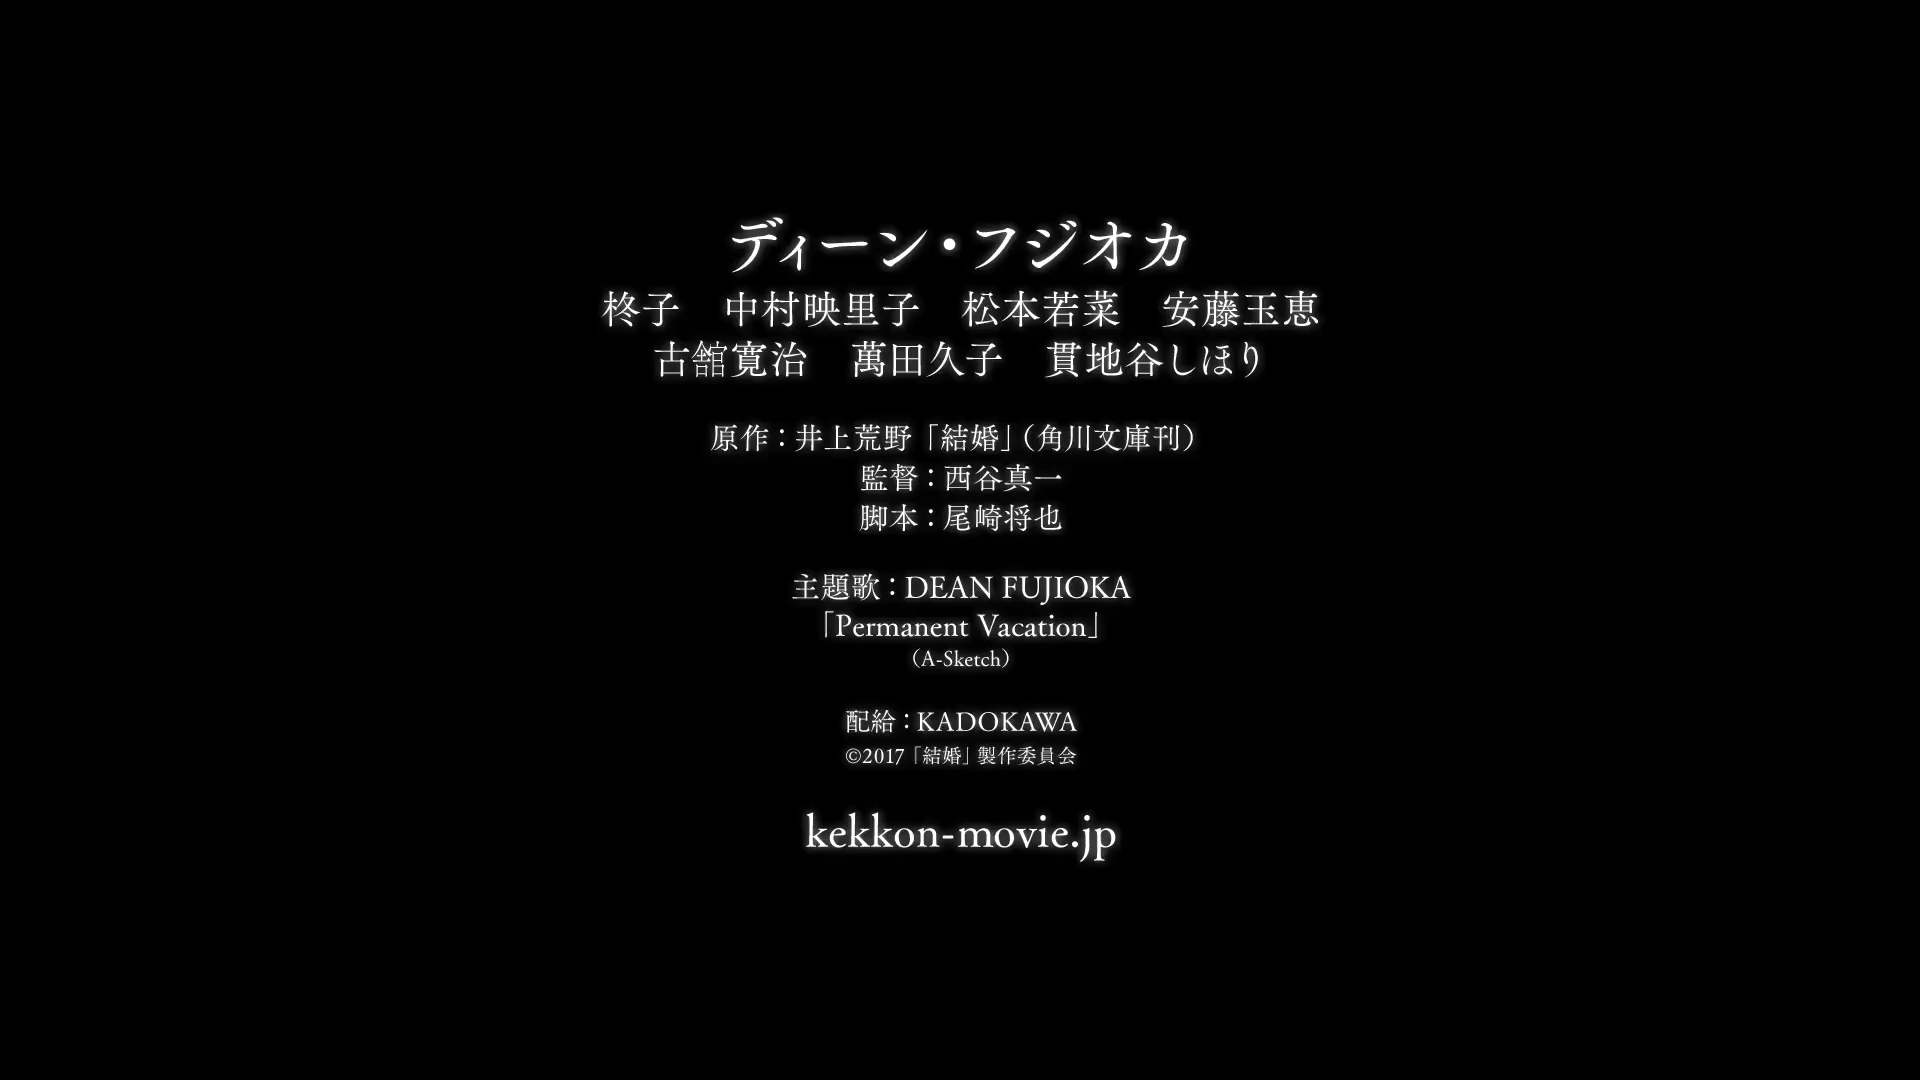 ディーン・フジオカ
柊子　中村映里子　松本若菜　安藤玉恵
古舘寛治　萬田久子　貫地谷しほり
原作：井上荒野「結婚」（角川文庫刊）
監督：西谷真一
脚本：尾崎将也
主題歌：DEAN FUJIOKA
「Permanent Vacation」
（A-Sketch）
配給：KADOKAWA
©2017「結婚」製作委員会
kekkon-movie.jp